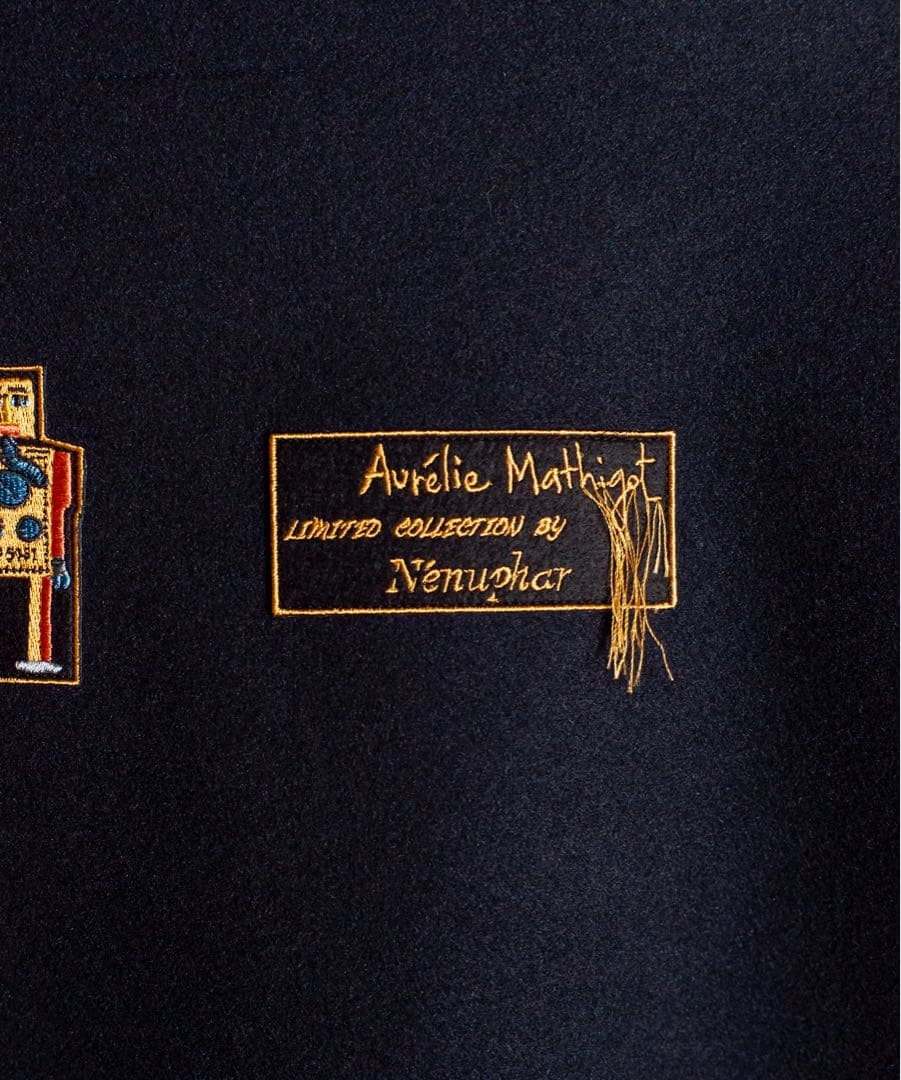 Aurélie Mathigot
LIMITED COLLECTION BY
Nénuphar